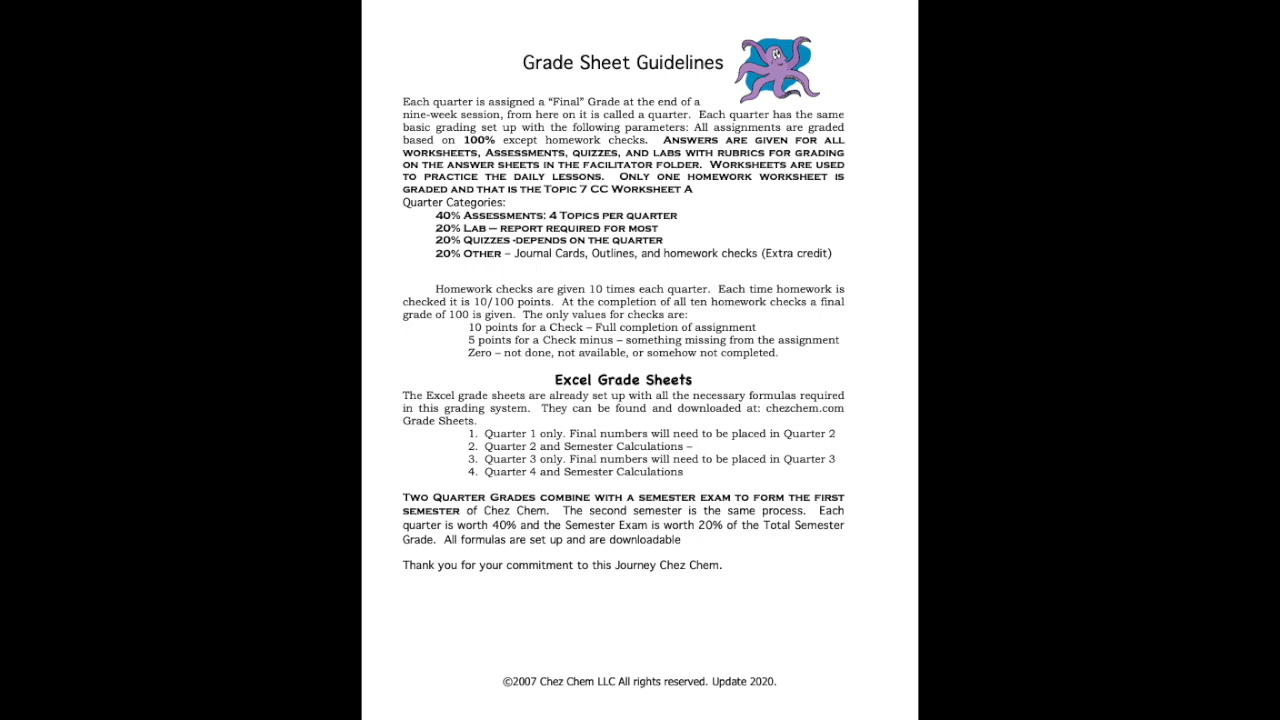 Grade Sheet Guidelines
Each quarter is assigned a “Final” Grade at the end of a
nine-week session, from here on it is called a quarter. Each quarter has the same
basic grading set up with the following parameters: All assignments are graded
based on 100% except homework checks. ANSWERS ARE GIVEN FOR ALL
WORKSHEETS, ASSESSMENTS, QUIZZES, AND LABS WITH RUBRICS FOR GRADING
ON THE ANSWER SHEETS IN THE FACILITATOR FOLDER. WORKSHEETS ARE USED
TO PRACTICE THE DAILY LESSONS. ONLY ONE HOMEWORK WORKSHEET IS
GRADED AND THAT IS THE TOPIC 7 CC WORKSHEET A
Quarter Categories:
40% ASSESSMENTS: 4 TOPICS PER QUARTER
20% LAB – REPORT REQUIRED FOR MOST
20% QUIZZES -DEPENDS ON THE QUARTER
20% OTHER – Journal Cards, Outlines, and homework checks (Extra credit)
Homework checks are given 10 times each quarter. Each time homework is
checked it is 10/100 points. At the completion of all ten homework checks a final
grade of 100 is given. The only values for checks are:
10 points for a Check – Full completion of assignment
5 points for a Check minus – something missing from the assignment
Zero – not done, not available, or somehow not completed.
Excel Grade Sheets
The Excel grade sheets are already set up with all the necessary formulas required
in this grading system. They can be found and downloaded at: chezchem.com
Grade Sheets.
1. Quarter 1 only. Final numbers will need to be placed in Quarter 2
2. Quarter 2 and Semester Calculations –
3. Quarter 3 only. Final numbers will need to be placed in Quarter 3
4. Quarter 4 and Semester Calculations
TWO QUARTER GRADES COMBINE WITH A SEMESTER EXAM TO FORM THE FIRST
SEMESTER of Chez Chem. The second semester is the same process. Each
quarter is worth 40% and the Semester Exam is worth 20% of the Total Semester
Grade. All formulas are set up and are downloadable
Thank you for your commitment to this Journey Chez Chem.
©2007 Chez Chem LLC All rights reserved. Update 2020.